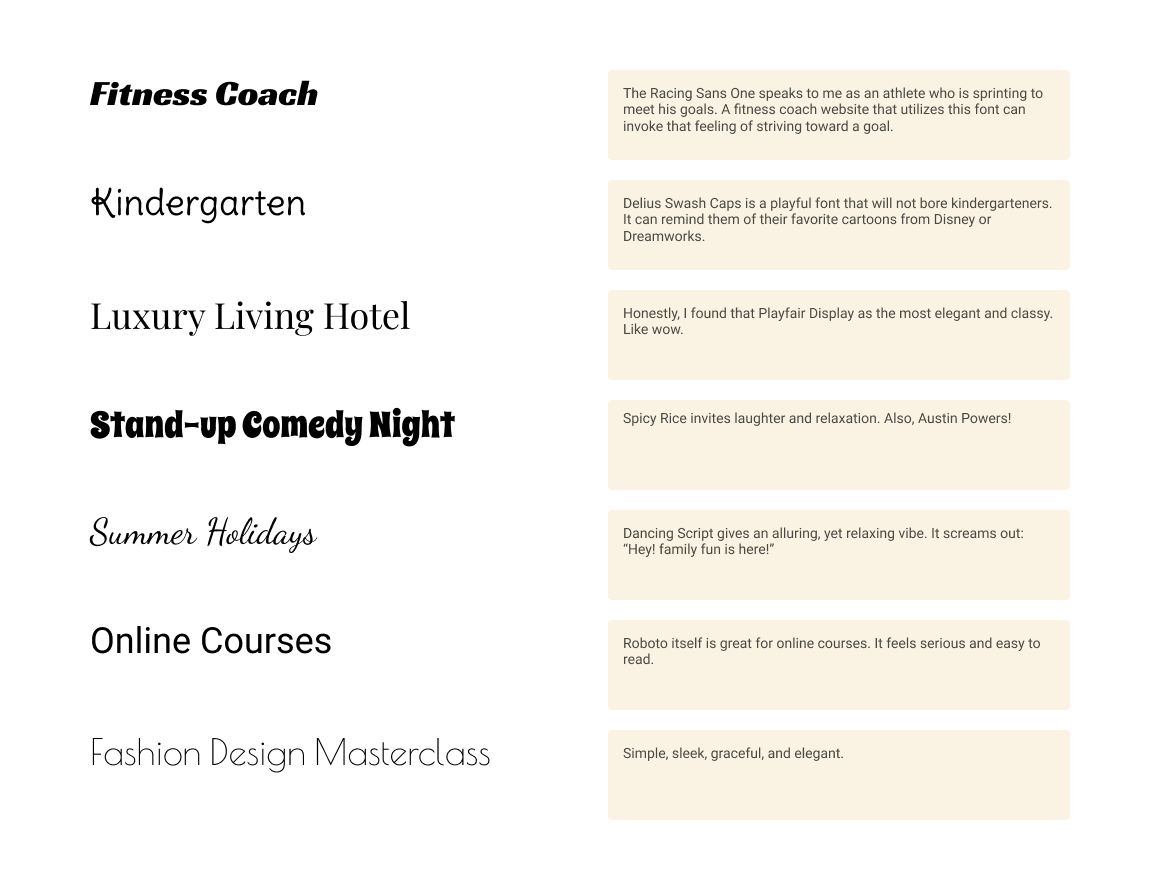 Fitness Coach
The Racing Sans One speaks to me as an athlete who is sprinting to
meet his goals. A fitness coach website that utilizes this font can
invoke that feeling of striving toward a goal.
Kindergarten
Delius Swash Caps is a playful font that will not bore kindergarteners.
It can remind them of their favorite cartoons from Disney or
Dreamworks.
Luxury Living Hotel
Honestly, I found that Playfair Display as the most elegant and classy.
Like wow.
Stand-up Comedy Night
Spicy Rice invites laughter and relaxation. Also, Austin Powers!
Summer Holidays
Dancing Script gives an alluring, yet relaxing vibe. It screams out:
“Hey! family fun is here!”
Online Courses
Roboto itself is great for online courses. It feels serious and easy to
read.
Fashion Design Masterclass
Simple, sleek, graceful, and elegant.